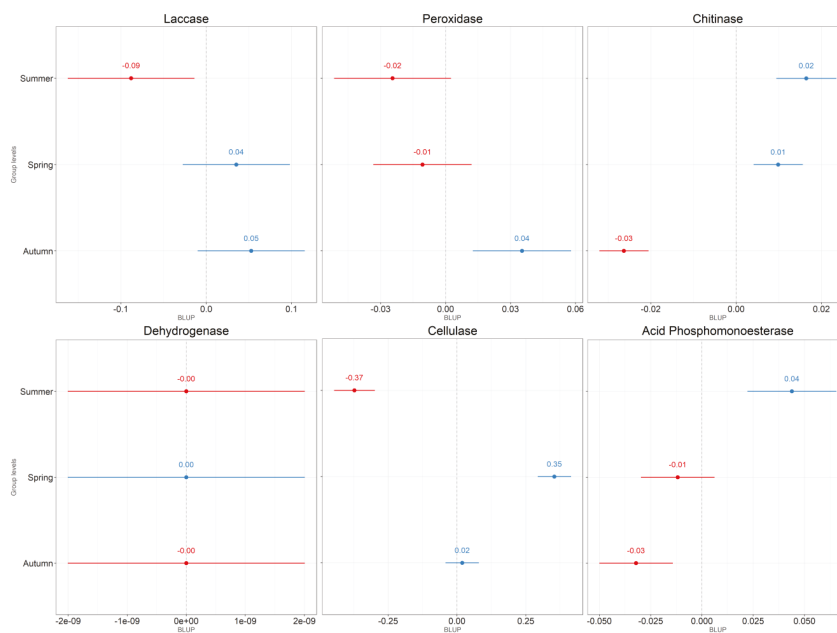 Laccase
Peroxidase
Chitinase
Group levels
Summer
-0.09
-0.02
0.02
Spring
0.04
-0.01
0.01
Autumn
0.05
0.04
-0.03
-0.1 0.0 0.1
-0.03 0.00 0.03 0.06
-0.02 0.00 0.02
BLUP
BLUP
BLUP
Dehydrogenase
Cellulase
Acid Phosphomonoesterase
Group levels
Summer
-0.00
-0.37
0.04
Spring
0.00
0.35
-0.01
Autumn
-0.00
0.02
-0.03
-2e-09 -1e-09 0e+00 1e-09 2e-09
-0.25 0.00 0.25
-0.050 -0.025 0.000 0.025 0.050
BLUP
BLUP
BLUP